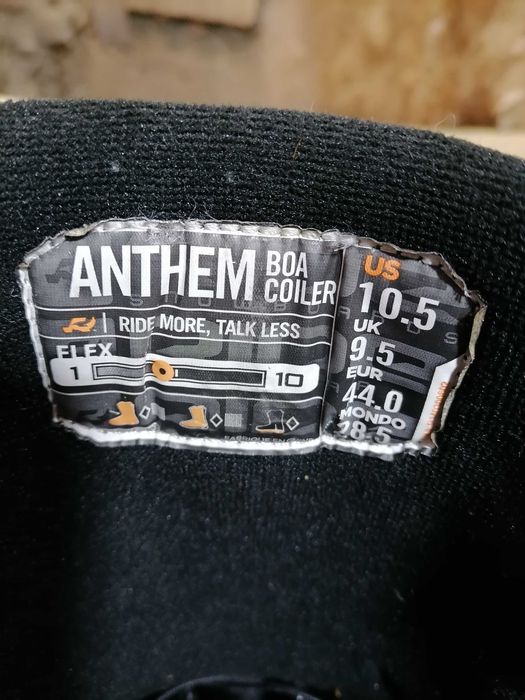 ANTHEM BOA
COILER
RIDE MORE, TALK LESS
FLEX
1 10
US
10.5
UK
9.5
EUR
44.0
MONDO
28.5